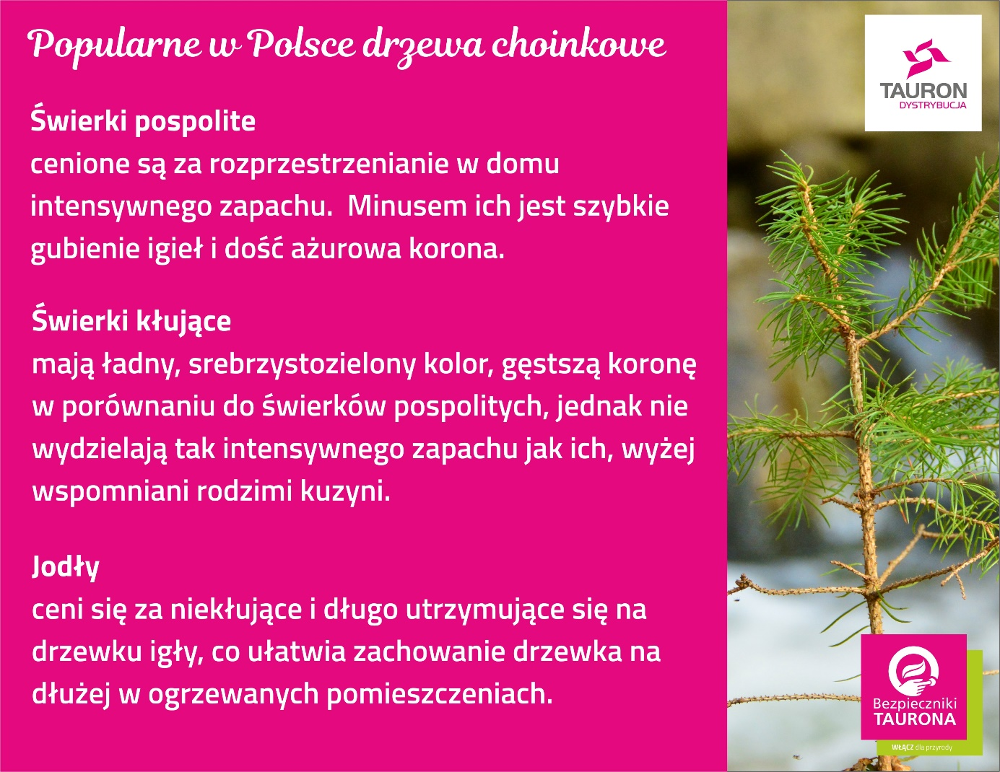 Popularne w Polsce drzewa choinkowe
TAURON
DYSTRYBUCJA
Świerki pospolite
cenione są za rozprzestrzenianie w domu
intensywnego zapachu.  Minusem ich jest szybkie
gubienie igieł i dość ażurowa korona.
Świerki kłujące
mają ładny, srebrzystozielony kolor, gęstszą koronę
w porównaniu do świerków pospolitych, jednak nie
wydzielają tak intensywnego zapachu jak ich, wyżej
wspomniani rodzimi kuzyni.
Jodły
ceni się za niekłujące i długo utrzymujące się na
drzewku igły, co ułatwia zachowanie drzewka na
dłużej w ogrzewanych pomieszczeniach.
Bezpieczniki
TAURONA
WŁĄCZ dla przyrody